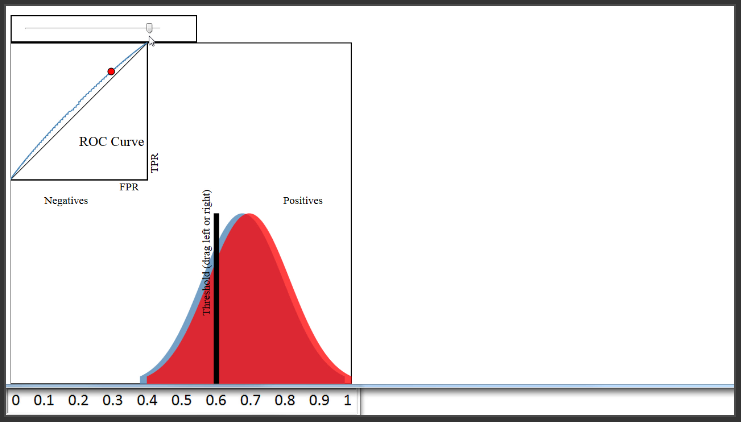 ROC Curve
TPR
FPR
Negatives
Positives
Threshold (drag left or right)
0 0.1 0.2 0.3 0.4 0.5 0.6 0.7 0.8 0.9 1